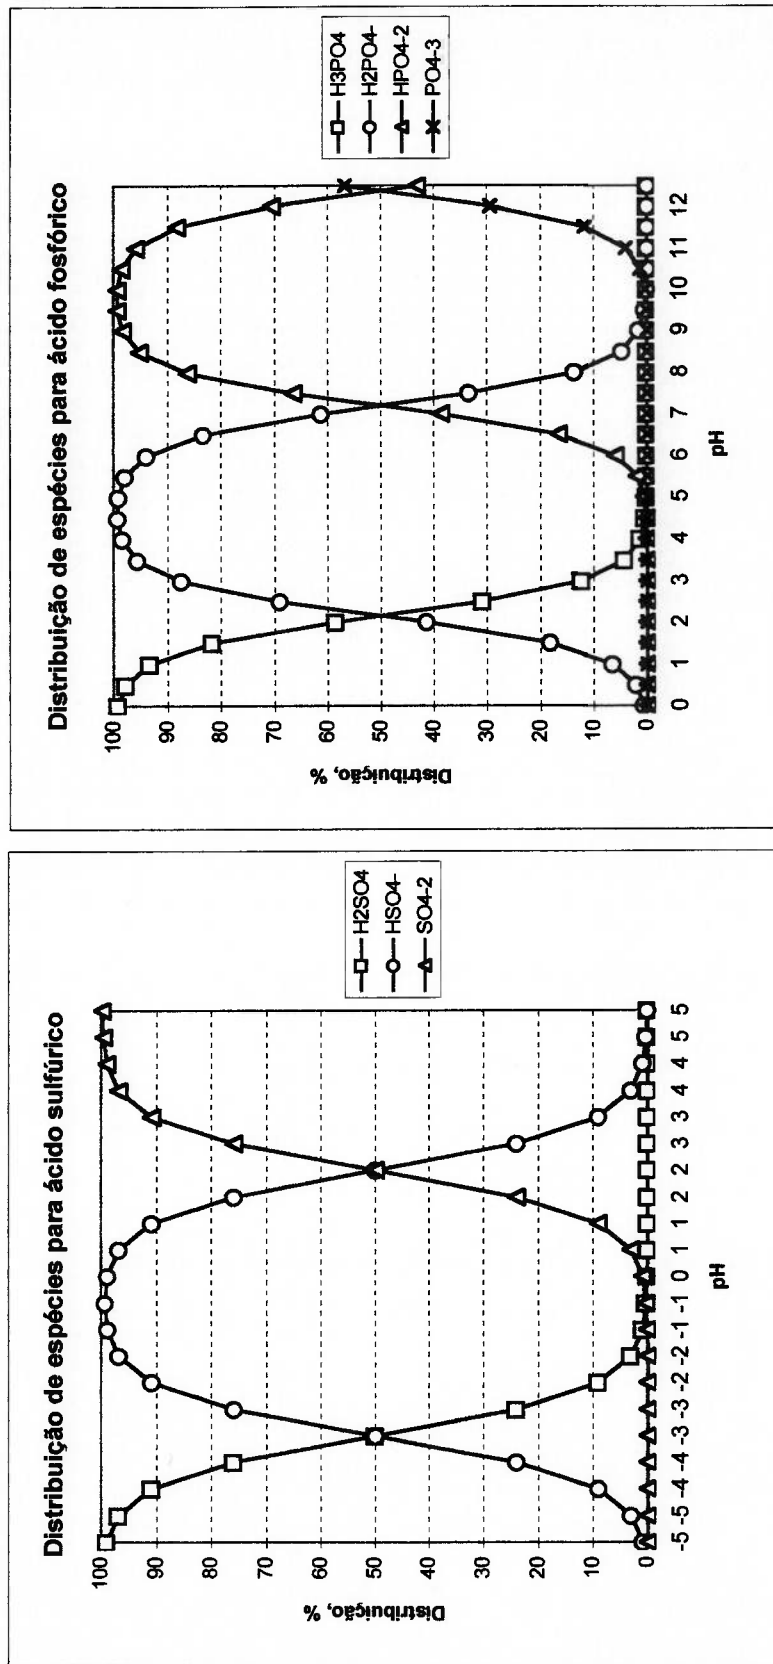 Distribuição de espécies para ácido sulfúrico
Distribuição, %
100
90
80
70
60
50
40
30
20
10
0
-5 -5 -4 -4 -3 -3 -2 -2 -1 -1 0 1 1 2 2 3 3 4 4 5 5
pH
H2SO4
HSO4-
SO4-2
Distribuição de espécies para ácido fosfórico
Distribuição, %
100
90
80
70
60
50
40
30
20
10
0
0 1 2 3 4 5 6 7 8 9 10 11 12
pH
H3PO4
H2PO4-
HPO4-2
PO4-3